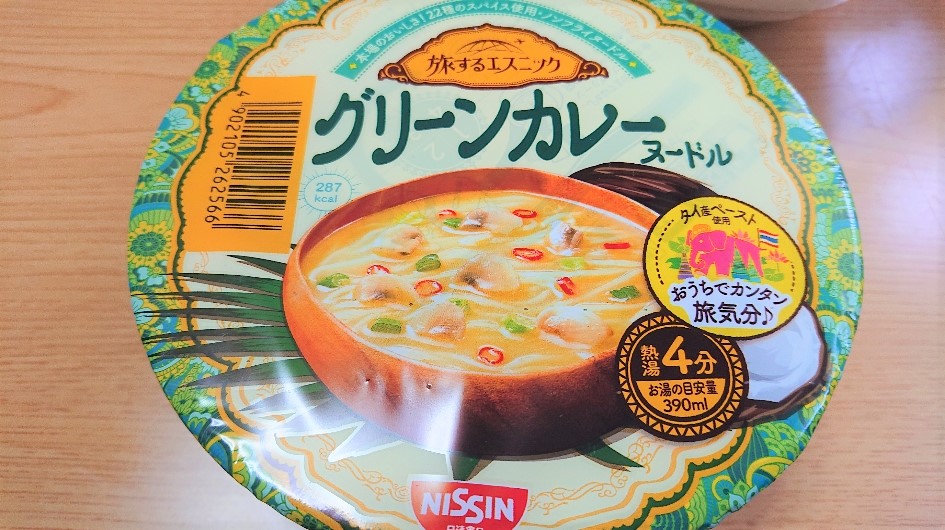 本場のおいしさ！22種のスパイス使用・ノンフライヌードル
旅するエスニック
グリーンカレー
ヌードル
4902105262566
287
kcal
タイ産ペースト
使用
おうちでカンタン
旅気分♪
熱湯4分
お湯の目安量
390ml
NISSIN